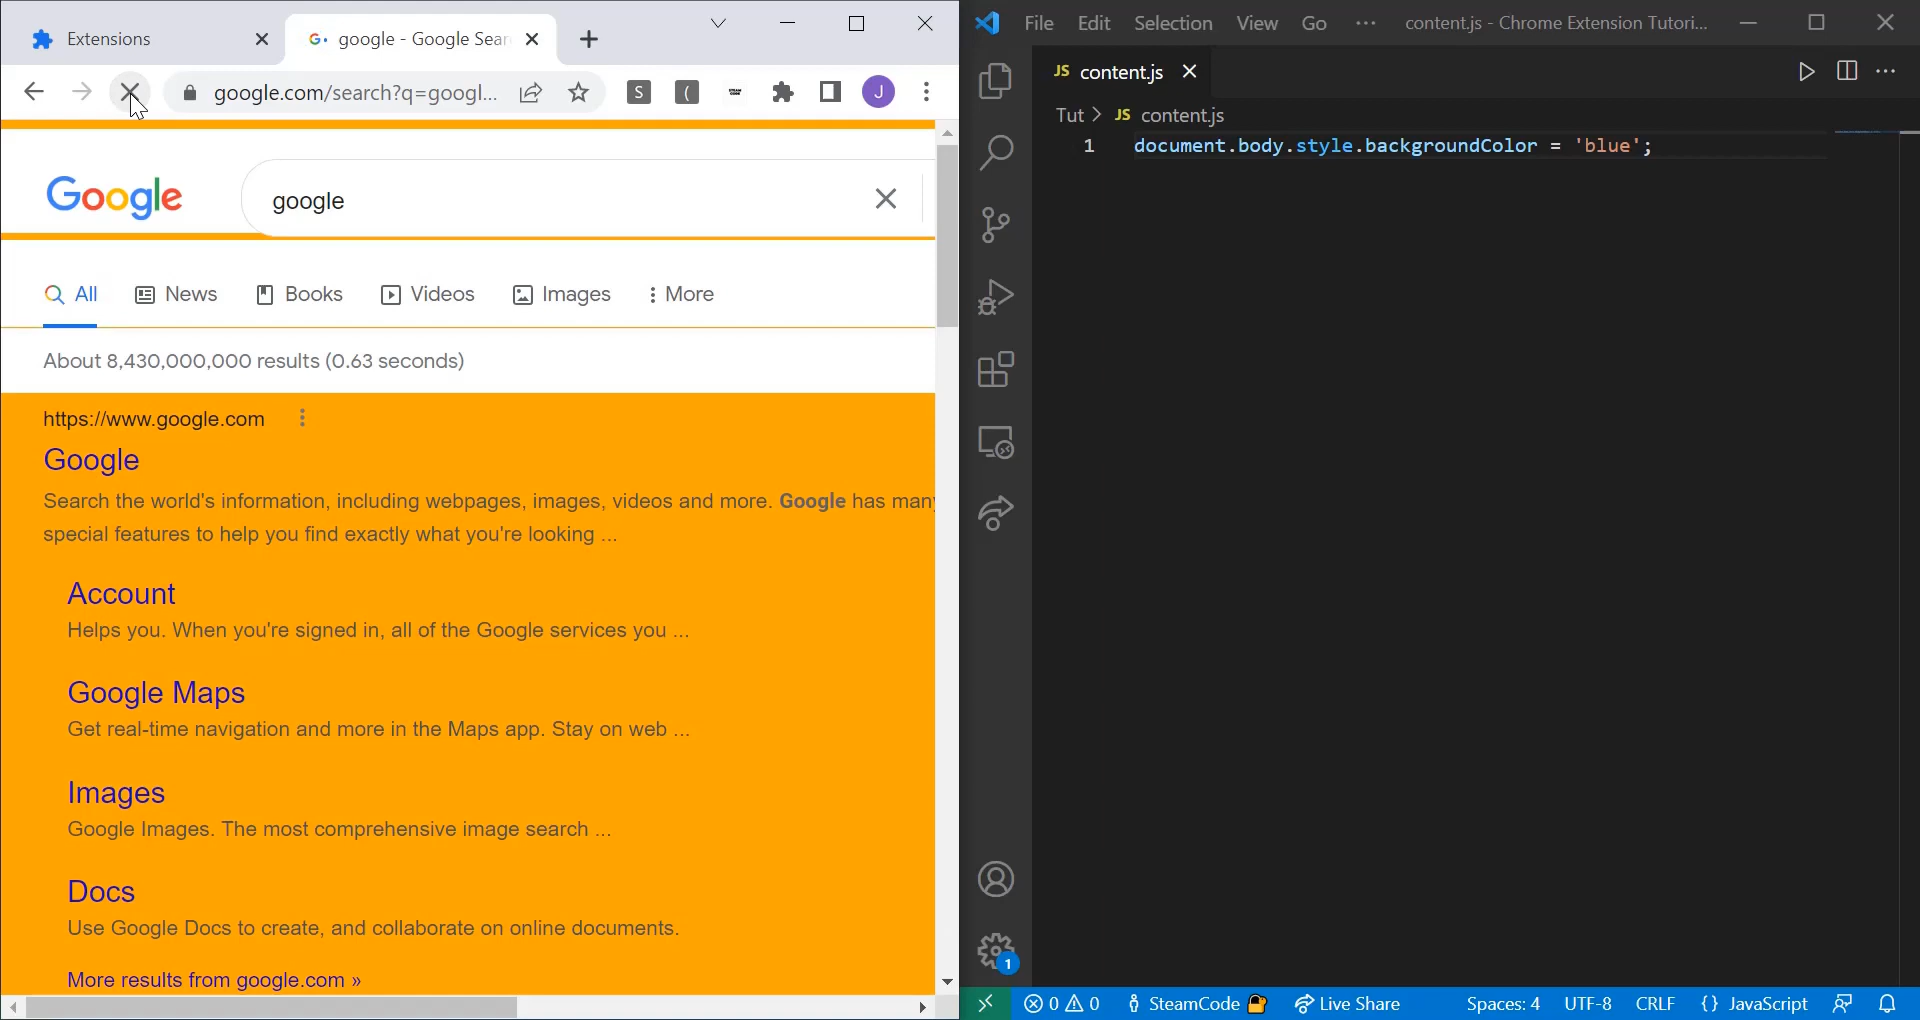 Extensions
google - Google Sear
google.com/search?q=googl...
S
(
J
Google
google
All
News
Books
Videos
Images
More
About 8,430,000,000 results (0.63 seconds)
https://www.google.com
Google
Search the world's information, including webpages, images, videos and more. Google has many
special features to help you find exactly what you're looking ...
Account
Helps you. When you're signed in, all of the Google services you ...
Google Maps
Get real-time navigation and more in the Maps app. Stay on web ...
Images
Google Images. The most comprehensive image search ...
Docs
Use Google Docs to create, and collaborate on online documents.
More results from google.com »
File Edit Selection View Go ··· content.js - Chrome Extension Tutori...
JS content.js
Tut > JS content.js
1 document.body.style.backgroundColor = 'blue';
1
0 0 SteamCode Live Share Spaces: 4 UTF-8 CRLF {} JavaScript